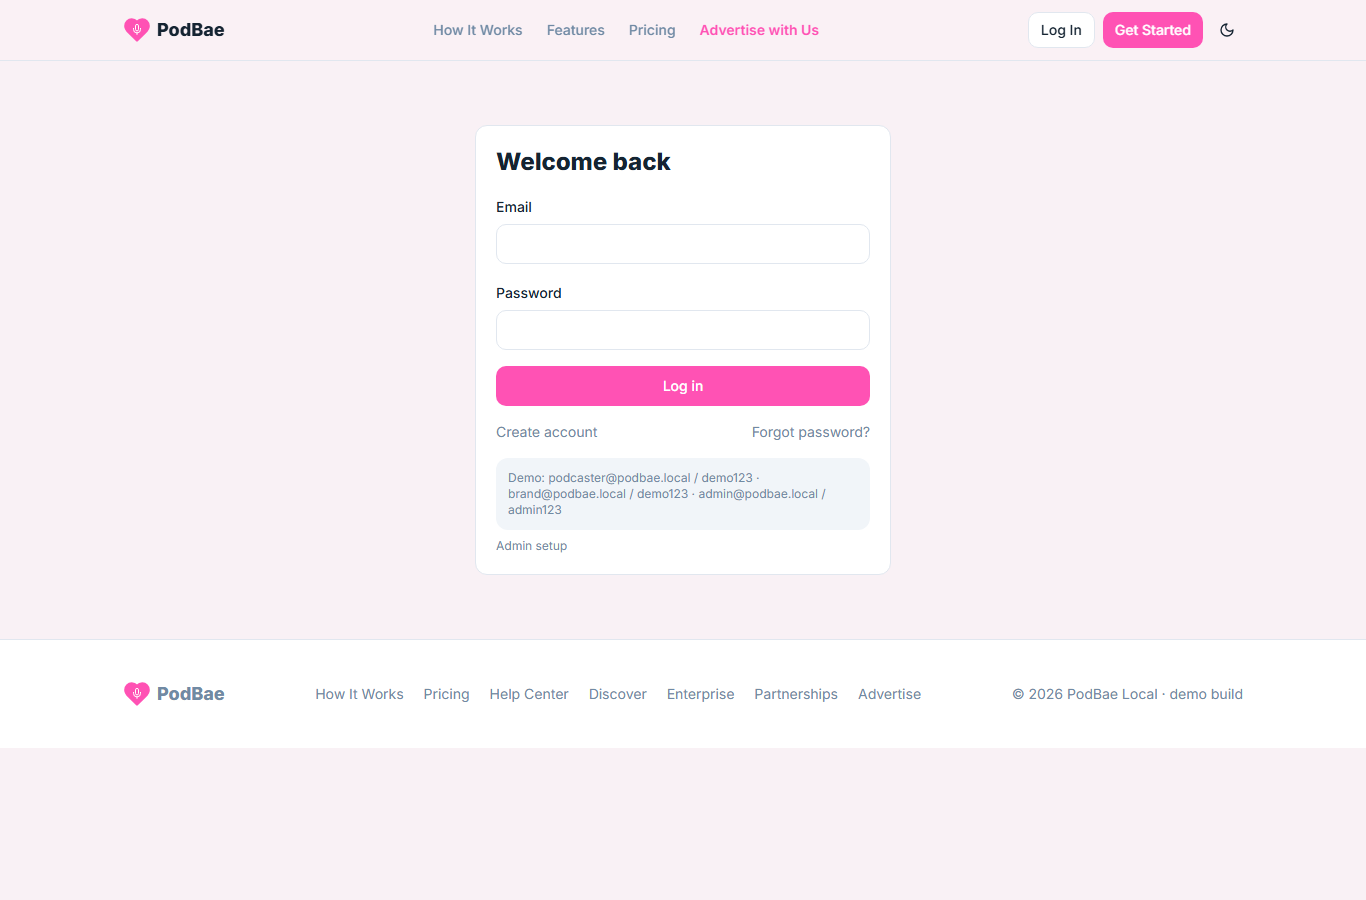 PodBae
How It Works
Features
Pricing
Advertise with Us
Log In
Get Started
Welcome back
Email
Password
Log in
Create account
Forgot password?
Demo: podcaster@podbae.local / demo123 ·
brand@podbae.local / demo123 · admin@podbae.local /
admin123
Admin setup
PodBae
How It Works
Pricing
Help Center
Discover
Enterprise
Partnerships
Advertise
© 2026 PodBae Local · demo build